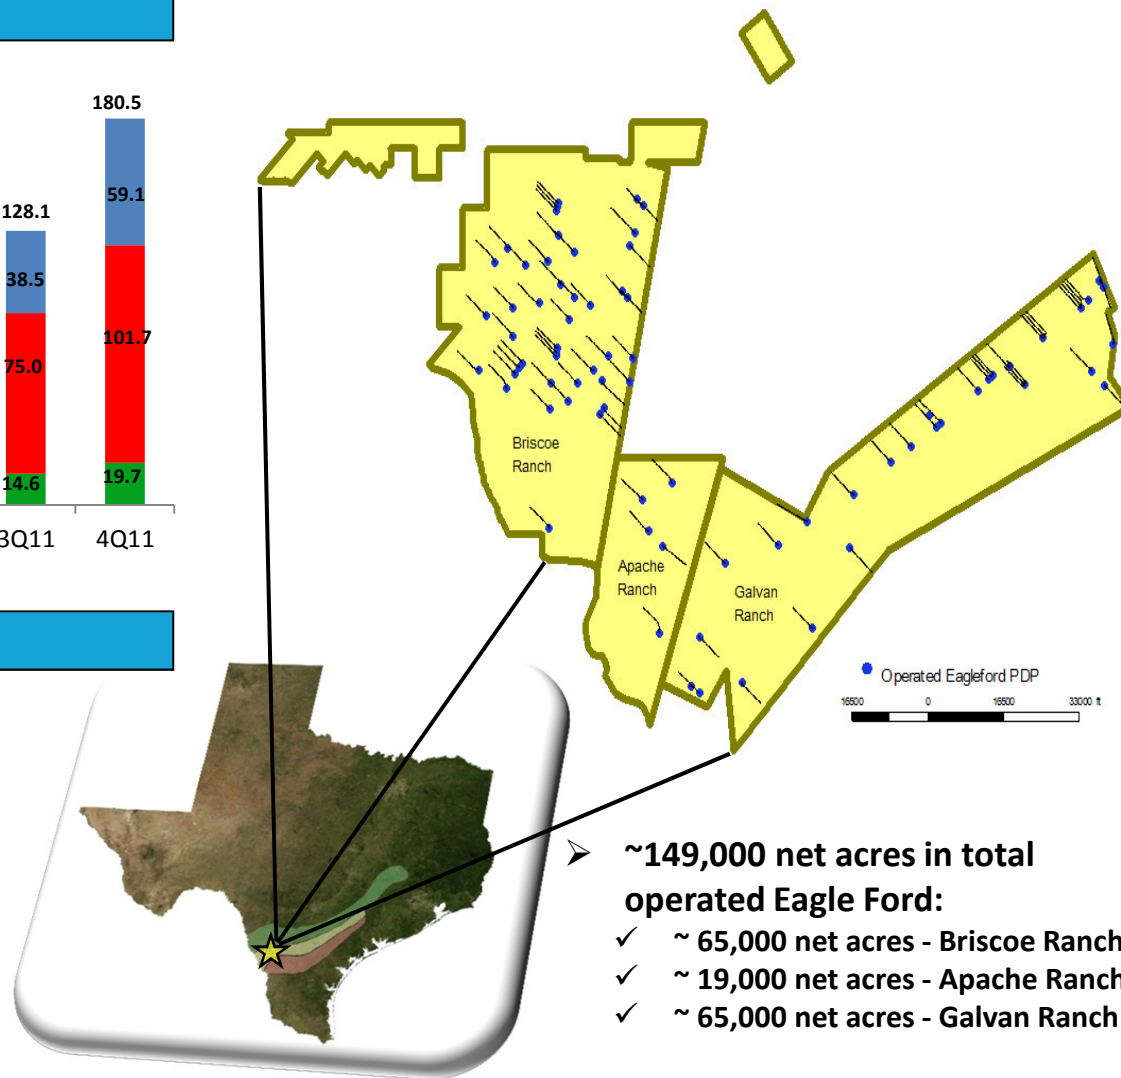 180.5
59.1
128.1
38.5
101.7
75.0
19.7
14.6
3Q11
4Q11
Briscoe
Ranch
Apache
Ranch
Galvan
Ranch
Operated Eagleford PDP
16500 0 16500 33000 ft
➢ ~149,000 net acres in total
operated Eagle Ford:
✓ ~ 65,000 net acres - Briscoe Ranch
✓ ~ 19,000 net acres - Apache Ranch
✓ ~ 65,000 net acres - Galvan Ranch